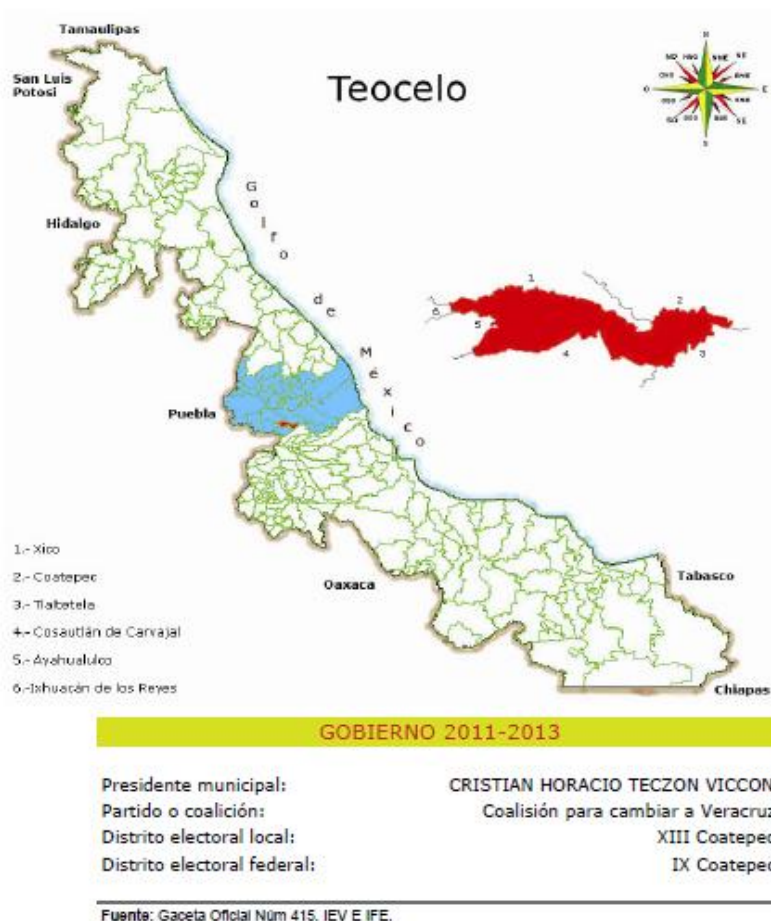 Tamaulipas
San Luis
Potosi
Teocelo
Hidalgo
Golfo de México
Puebla
1
2
3
4
5
6
N
E
S
O
1.- Xico
2.- Coatepec
3.- Tlaltetela
4.- Cosautlán de Carvajal
5.- Ayahualulco
6.-Ixhuacán de los Reyes
Oaxaca
Tabasco
Chiapas
GOBIERNO 2011-2013
Presidente municipal: CRISTIAN HORACIO TECZON VICCON
Partido o coalición: Coalisión para cambiar a Veracruz
Distrito electoral local: XIII Coatepec
Distrito electoral federal: IX Coatepec
Fuente: Gaceta Oficial Núm 415. IEV E IFE.